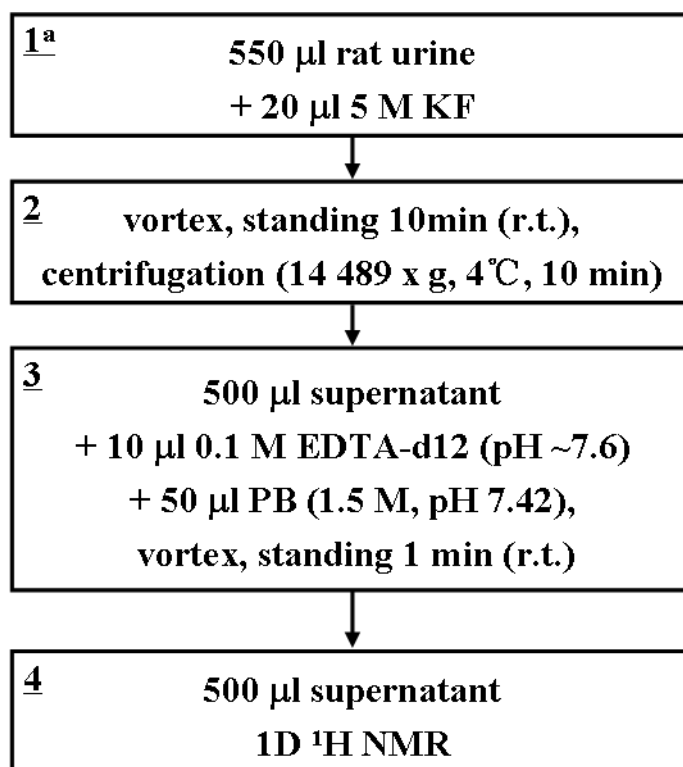 1ª
550 μl rat urine
+ 20 μl 5 M KF
2
vortex, standing 10min (r.t.),
centrifugation (14 489 x g, 4℃, 10 min)
3
500 μl supernatant
+ 10 μl 0.1 M EDTA-d12 (pH ~7.6)
+ 50 μl PB (1.5 M, pH 7.42),
vortex, standing 1 min (r.t.)
4
500 μl supernatant
1D ¹H NMR